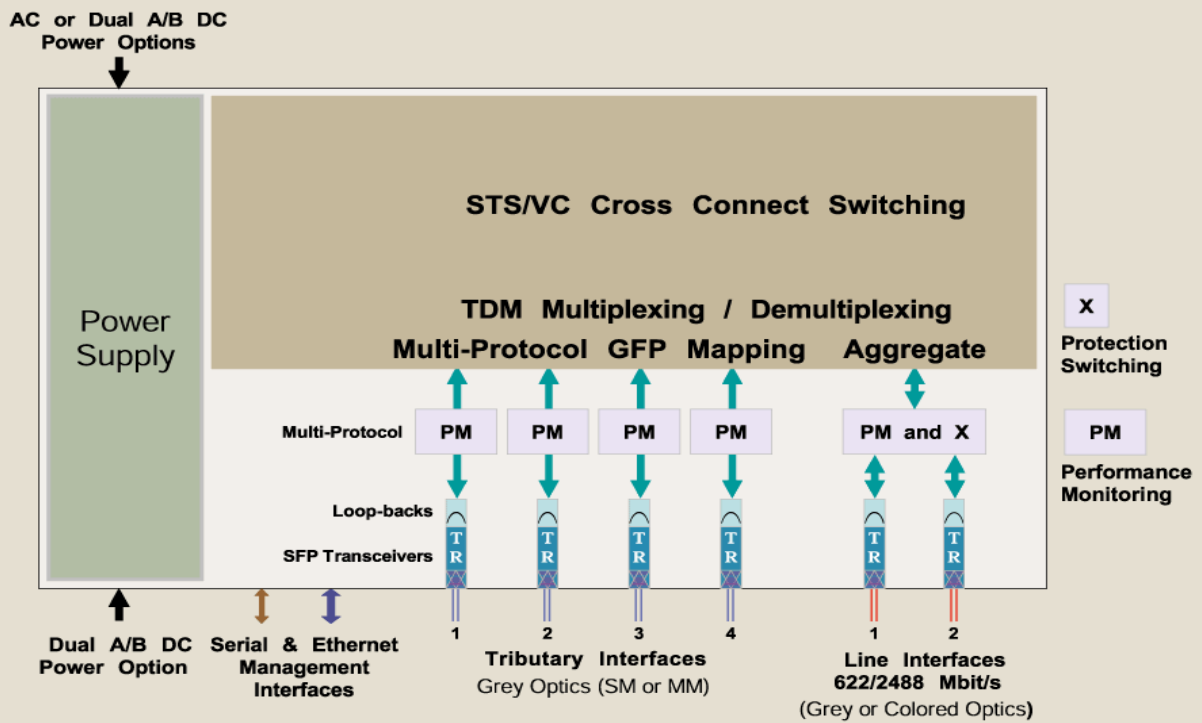 AC or Dual A/B DC
Power Options
Power
Supply
STS/VC Cross Connect Switching
TDM Multiplexing / Demultiplexing
Multi-Protocol GFP Mapping Aggregate
X
Protection
Switching
Multi-Protocol PM PM PM PM PM and X
PM
Performance
Monitoring
Loop-backs
SFP Transceivers
T R T R T R T R T R T R
1 2 3 4 1 2
Dual A/B DC
Power Option
Serial & Ethernet
Management
Interfaces
Tributary Interfaces
Grey Optics (SM or MM)
Line Interfaces
622/2488 Mbit/s
(Grey or Colored Optics)